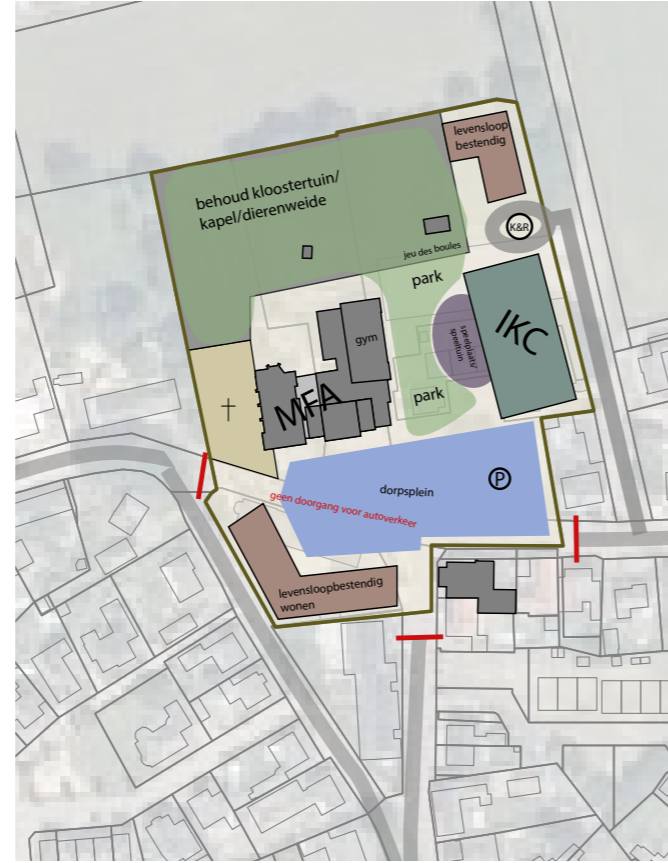 levensloop
bestendig
behoud kloostertuin/
kapel/dierenweide
K&R
jeu des boules
park
IKC
speelplaats/
speeltuin
gym
MFA
park
dorpsplein
P
geen doorgang voor autoverkeer
levensloopbestendig
wonen